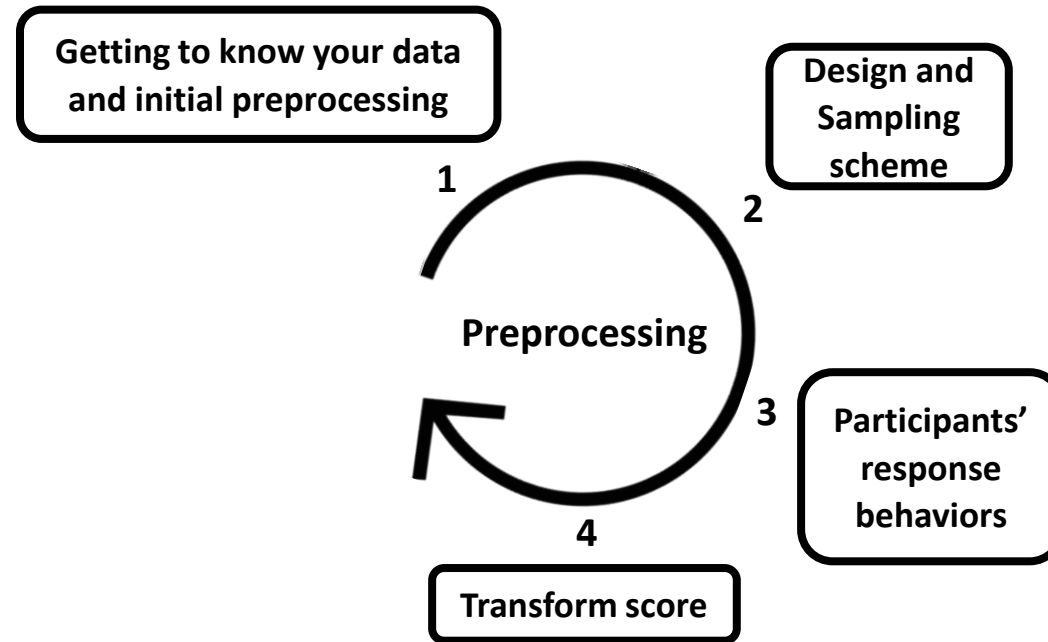 Getting to know your data
and initial preprocessing
1
Design and
Sampling
scheme
2
Preprocessing
3
Participants’
response
behaviors
4
Transform score